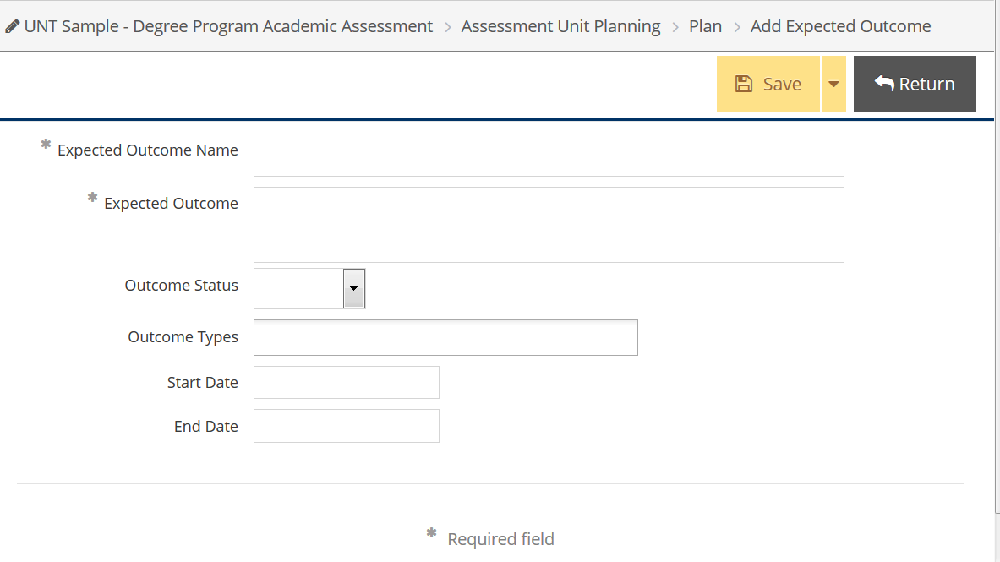 UNT Sample - Degree Program Academic Assessment > Assessment Unit Planning > Plan > Add Expected Outcome
Save Return
* Expected Outcome Name
* Expected Outcome
Outcome Status
Outcome Types
Start Date
End Date
* Required field